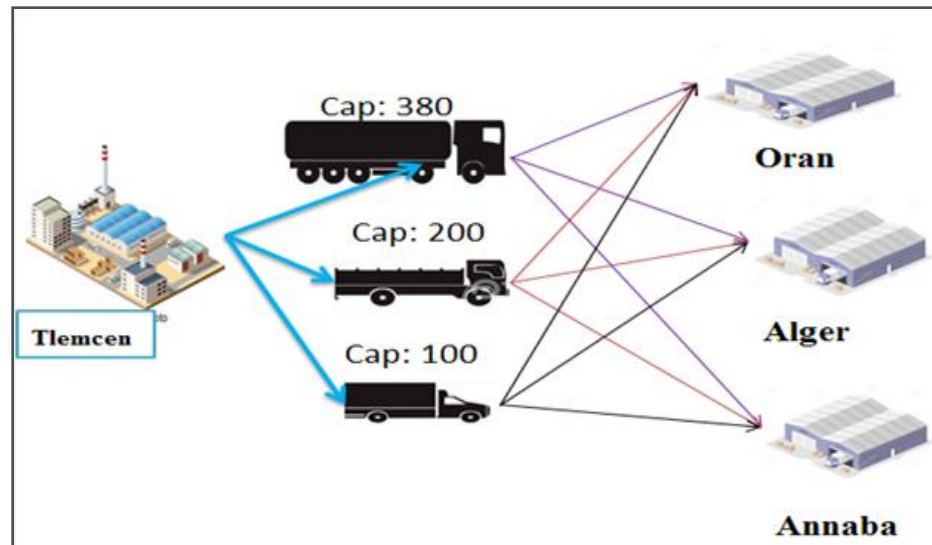 Cap: 380
Oran
Cap: 200
Tlemcen
Alger
Cap: 100
Annaba